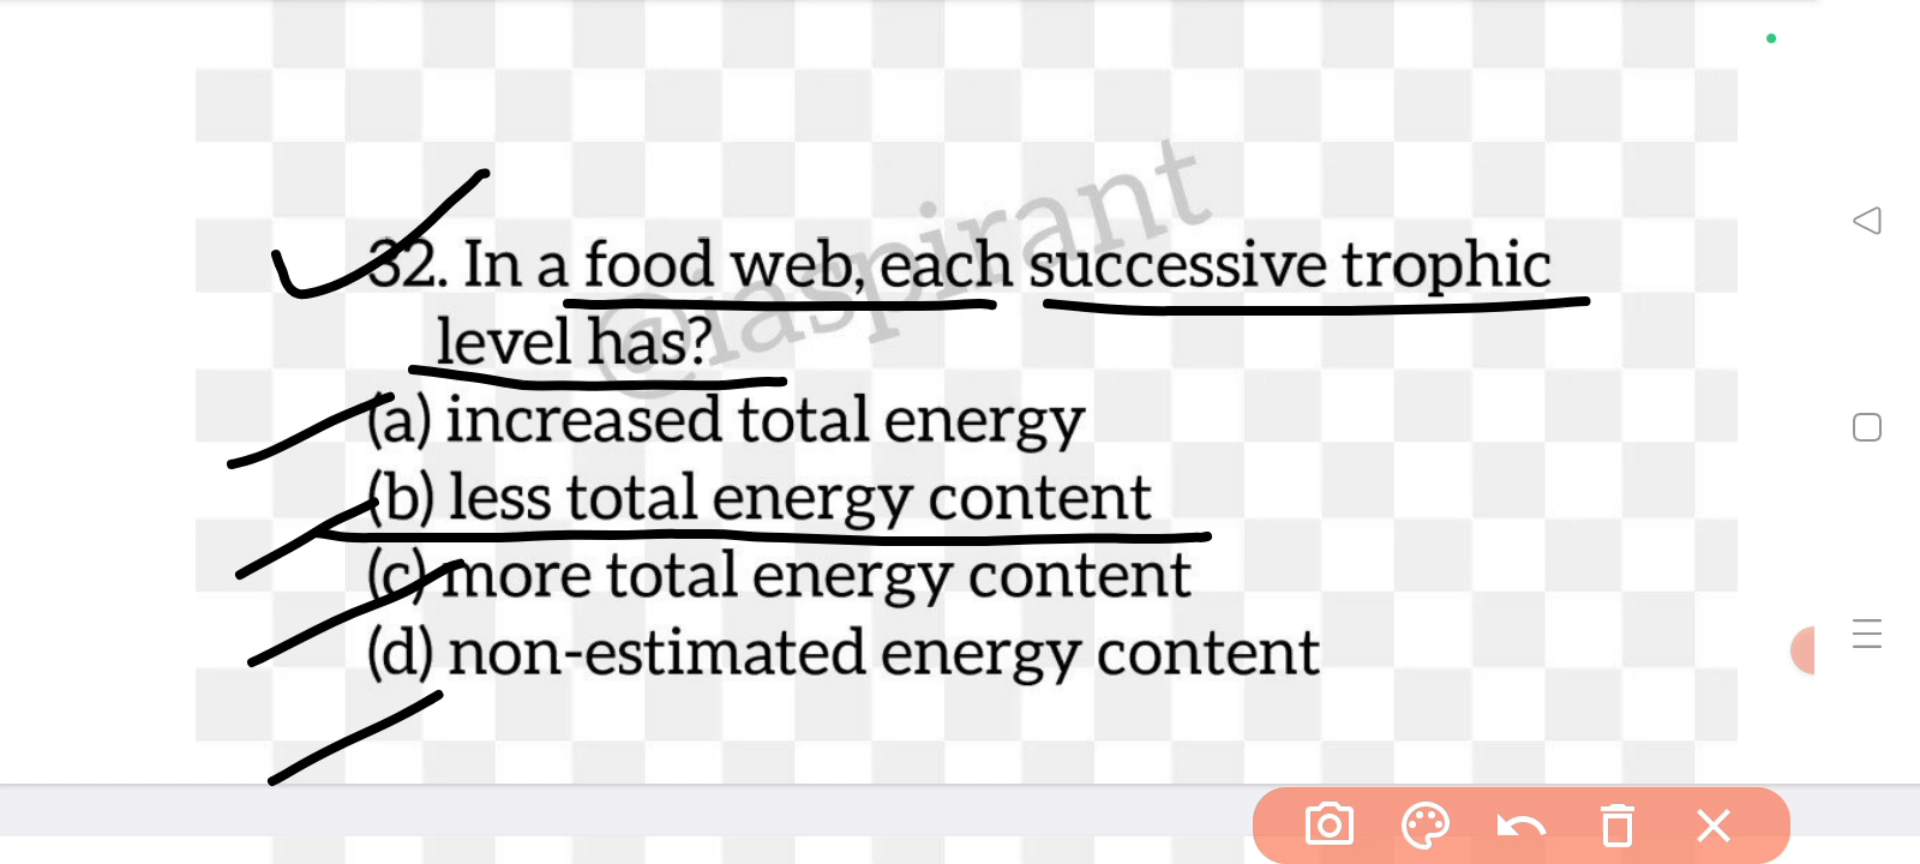 @iaspirant
32. In a food web, each successive trophic
level has?
(a) increased total energy
(b) less total energy content
(c) more total energy content
(d) non-estimated energy content